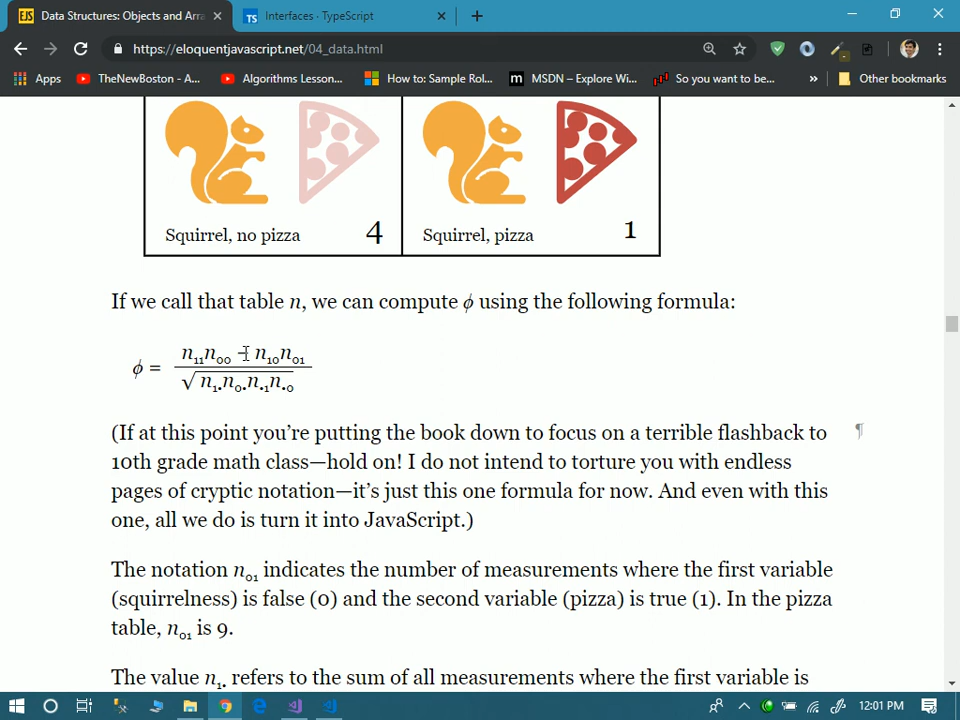 Data Structures: Objects and Arra
Interfaces · TypeScript
https://eloquentjavascript.net/04_data.html
Apps
TheNewBoston - A...
Algorithms Lesson...
How to: Sample Rol...
MSDN – Explore Wi...
So you want to be...
»
Other bookmarks
Squirrel, no pizza 4
Squirrel, pizza 1
If we call that table n, we can compute ϕ using the following formula:
ϕ = (n₁₁n₀₀ − n₁₀n₀₁) / √(n₁•n₀•n•₁n•₀)
(If at this point you’re putting the book down to focus on a terrible flashback to
10th grade math class—hold on! I do not intend to torture you with endless
pages of cryptic notation—it’s just this one formula for now. And even with this
one, all we do is turn it into JavaScript.)
¶
The notation n₀₁ indicates the number of measurements where the first variable
(squirrelness) is false (0) and the second variable (pizza) is true (1). In the pizza
table, n₀₁ is 9.
The value n₁• refers to the sum of all measurements where the first variable is
12:01 PM